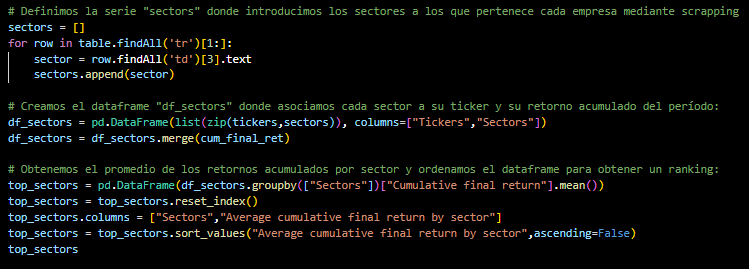 # Definimos la serie "sectors" donde introducimos los sectores a los que pertenece cada empresa mediante scrapping
sectors = []
for row in table.findAll('tr')[1:]:
    sector = row.findAll('td')[3].text
    sectors.append(sector)

# Creamos el dataframe "df_sectors" donde asociamos cada sector a su ticker y su retorno acumulado del período:
df_sectors = pd.DataFrame(list(zip(tickers,sectors)), columns=["Tickers","Sectors"])
df_sectors = df_sectors.merge(cum_final_ret)

# Obtenemos el promedio de los retornos acumulados por sector y ordenamos el dataframe para obtener un ranking:
top_sectors = pd.DataFrame(df_sectors.groupby(["Sectors"])["Cumulative final return"].mean())
top_sectors = top_sectors.reset_index()
top_sectors.columns = ["Sectors","Average cumulative final return by sector"]
top_sectors = top_sectors.sort_values("Average cumulative final return by sector",ascending=False)
top_sectors